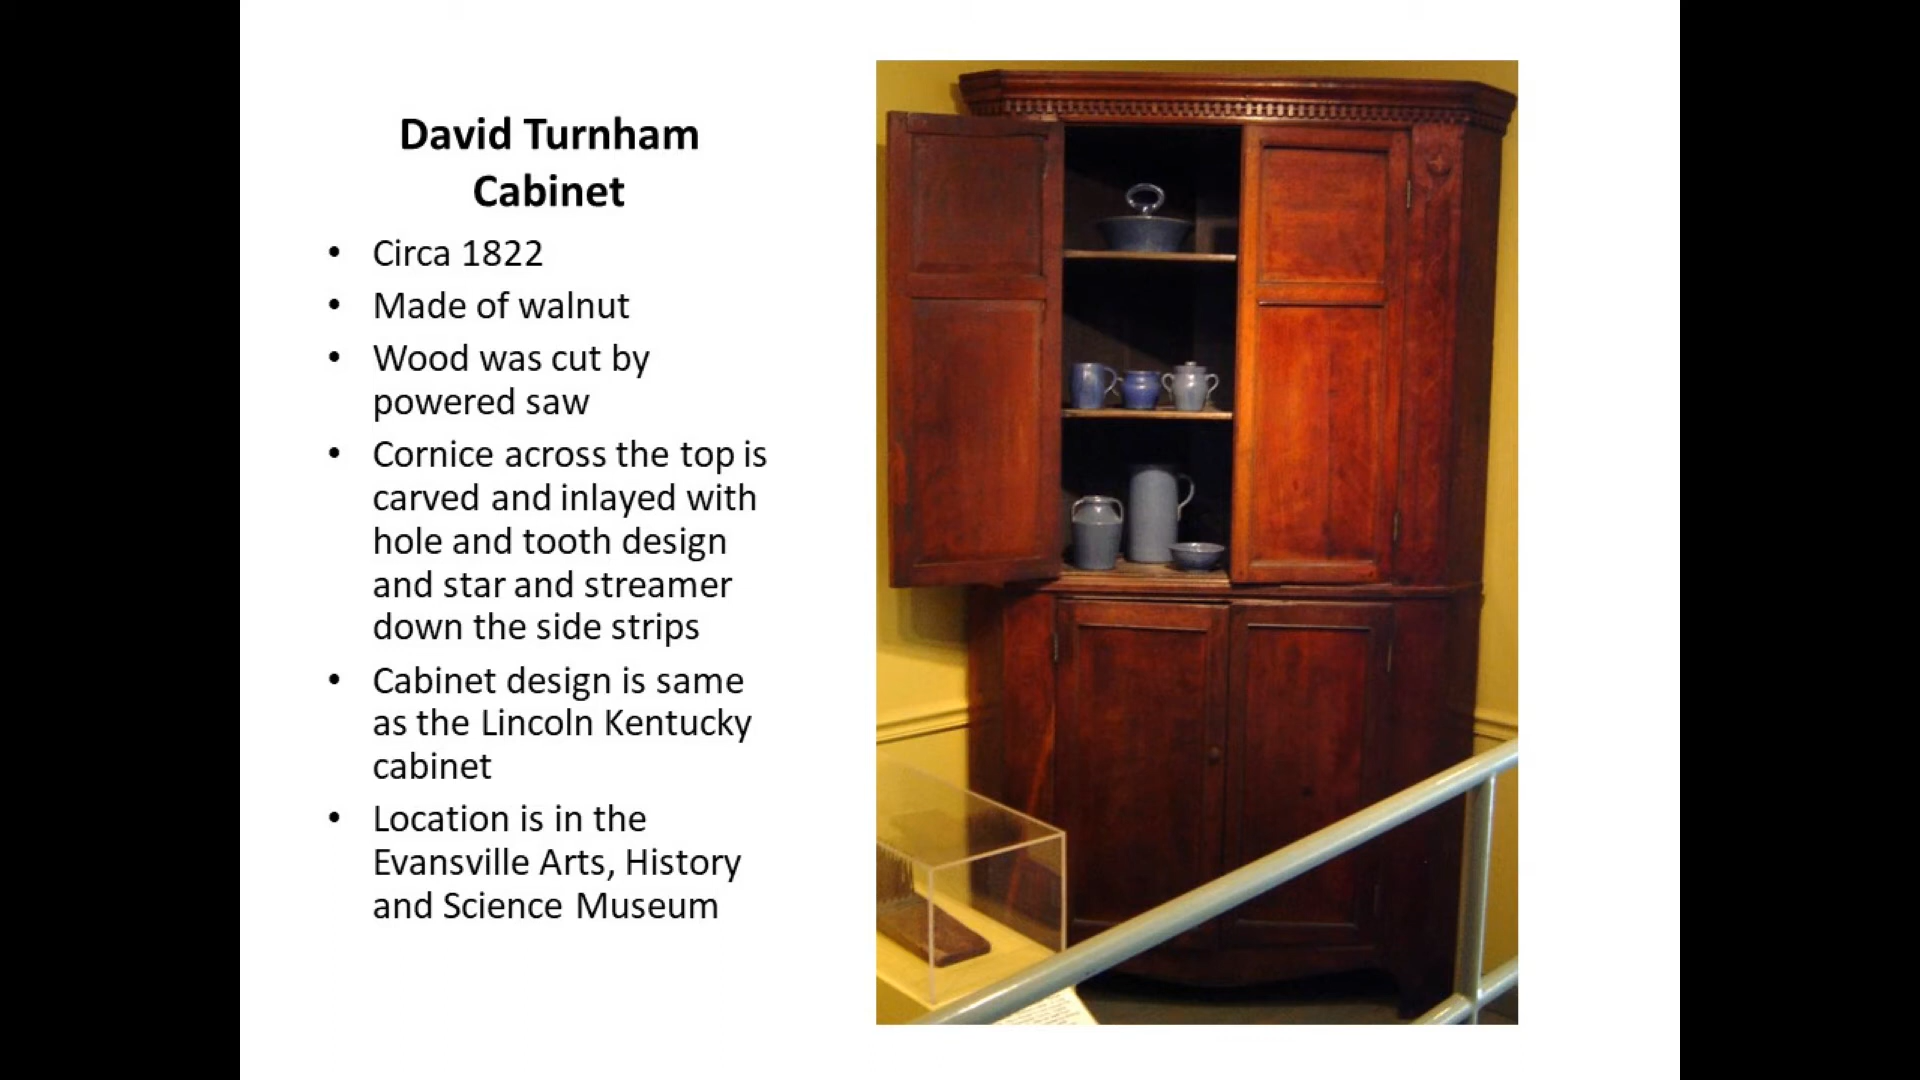 David Turnham
Cabinet
• Circa 1822
• Made of walnut
• Wood was cut by
powered saw
• Cornice across the top is
carved and inlayed with
hole and tooth design
and star and streamer
down the side strips
• Cabinet design is same
as the Lincoln Kentucky
cabinet
• Location is in the
Evansville Arts, History
and Science Museum